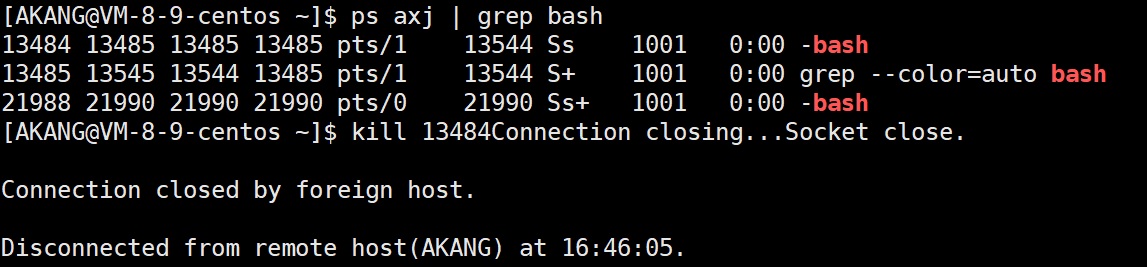 [AKANG@VM-8-9-centos ~]$ ps axj | grep bash
13484 13485 13485 13485 pts/1    13544 Ss    1001   0:00 -bash
13485 13545 13544 13485 pts/1    13544 S+    1001   0:00 grep --color=auto bash
21988 21990 21990 21990 pts/0    21990 Ss+   1001   0:00 -bash
[AKANG@VM-8-9-centos ~]$ kill 13484Connection closing...Socket close.
Connection closed by foreign host.
Disconnected from remote host(AKANG) at 16:46:05.